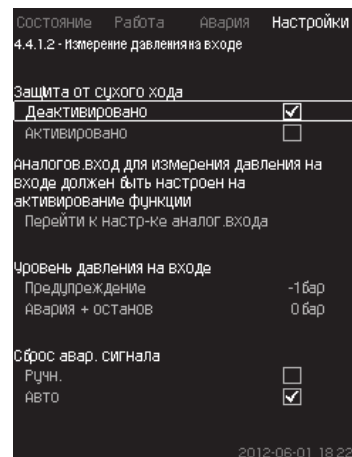 Состояние Работа Авария Настройки
4.4.1.2 - Измерение давления на входе
Защита от сухого хода
Деактивировано
Активировано
Аналогов.вход для измерения давления на
входе должен быть настроен на
активирование функции
Перейти к настр-ке аналог.входа
Уровень давления на входе
Предупреждение -1бар
Авария + останов 0бар
Сброс авар. сигнала
Ручн.
Авто
2012-06-01 18:22